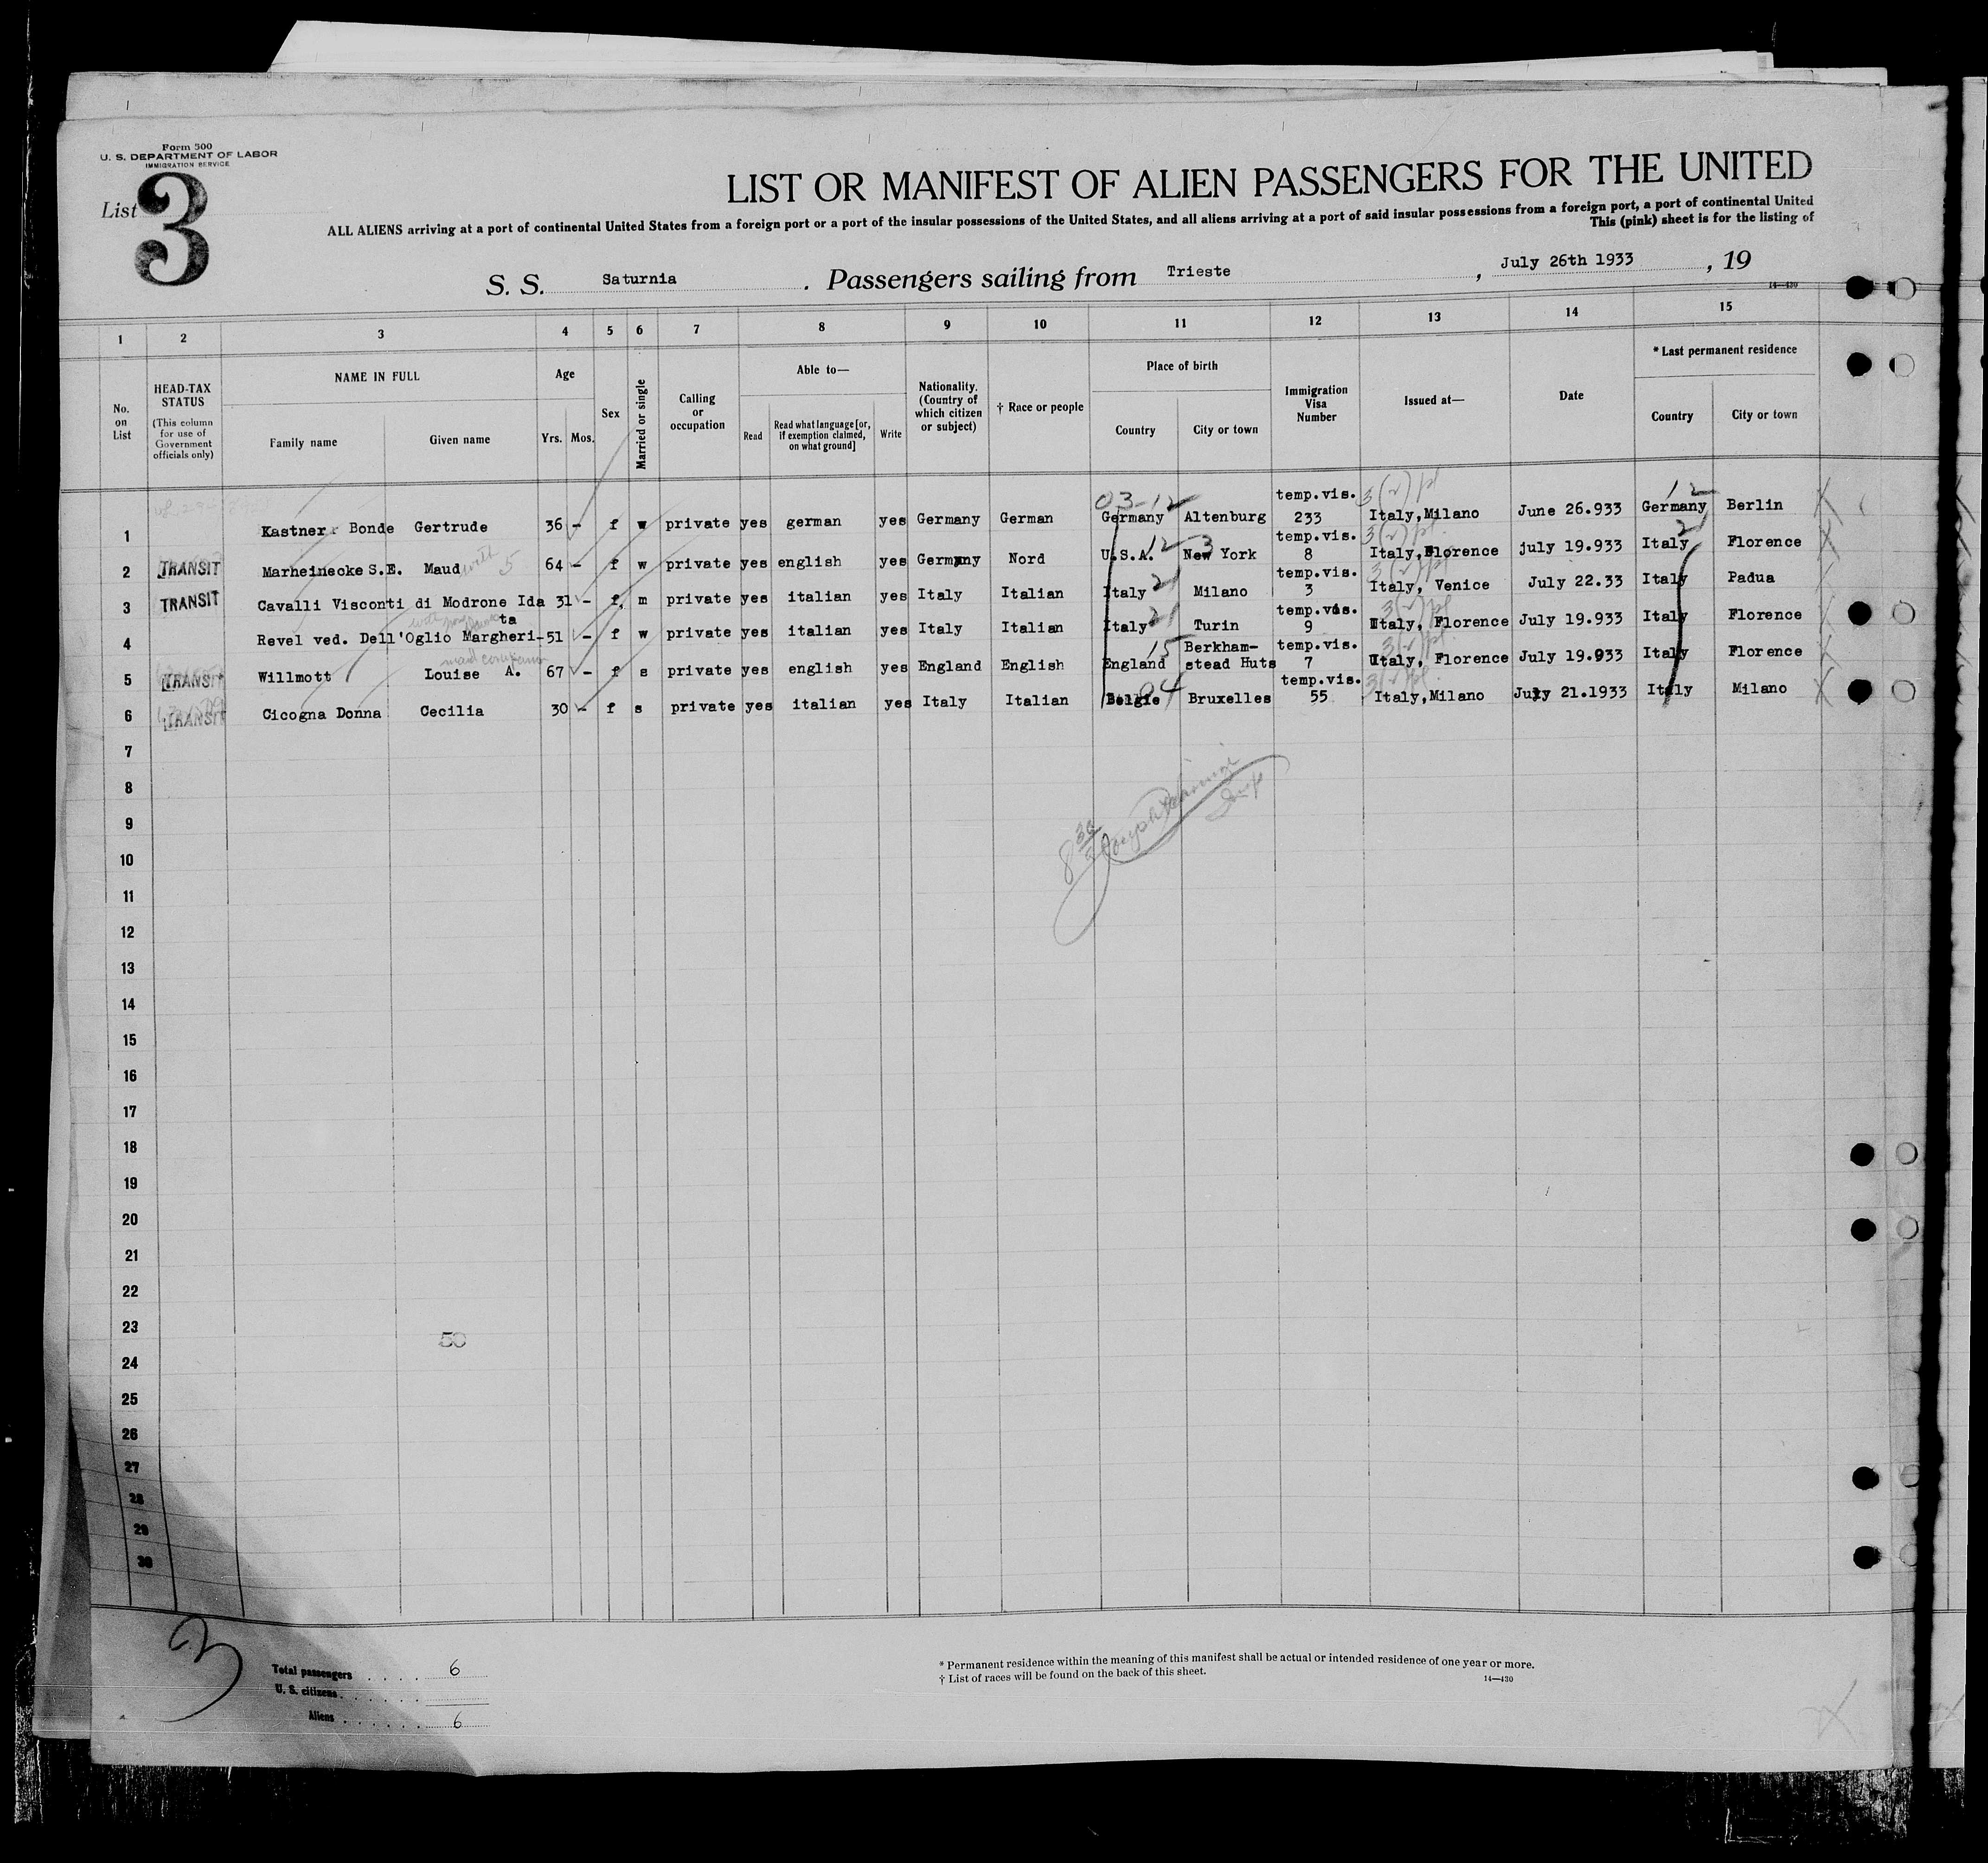 Form 500
U. S. DEPARTMENT OF LABOR
IMMIGRATION SERVICE
List 3
LIST OR MANIFEST OF ALIEN PASSENGERS FOR THE UNITED
ALL ALIENS arriving at a port of continental United States from a foreign port or a port of the insular possessions of the United States, and all aliens arriving at a port of said insular possessions from a foreign port, a port of continental United
This (pink) sheet is for the listing of
S. S. Saturnia . Passengers sailing from Trieste , July 26th 1933 , 19
14—430
1 2 3 4 5 6 7 8 9 10 11 12 13 14 15
No. on List
HEAD-TAX STATUS
(This column for use of Government officials only)
NAME IN FULL
Family name Given name
Age
Yrs. Mos.
Sex
Married or single
Calling or occupation
Able to—
Read Read what language [or, if exemption claimed, on what ground] Write
Nationality. (Country of which citizen or subject)
† Race or people
Place of birth
Country City or town
Immigration Visa Number
Issued at—
Date
* Last permanent residence
Country City or town
03-12 12
1 Kastner Bonde Gertrude 36 - f w private yes german yes Germany German Germany Altenburg temp.vis. 233 Italy,Milano June 26.933 Germany Berlin
2 TRANSIT Marheinecke S.E. Maud with 5 64 - f w private yes english yes Germany Nord U.S.A. New York temp.vis. 8 Italy,Florence july 19.933 Italy Florence
3 TRANSIT Cavalli Visconti di Modrone Ida 31 - f. m private yes italian yes Italy Italian Italy Milano temp.vis. 3 Italy, Venice July 22.33 Italy Padua
4 Revel ved. Dell'Oglio Margheri-ta 51 - f w private yes italian yes Italy Italian Italy Turin temp.vis. 9 Italy, Florence July 19.933 Italy Florence
5 TRANSIT Willmott Louise A. 67 - f s private yes english yes England English England Berkham-stead Huts temp.vis. 7 Italy, Florence July 19.933 Italy Florence
6 TRANSIT Cicogna Donna Cecilia 30 - f s private yes italian yes Italy Italian Belgie 04 Bruxelles temp.vis. 55 Italy,Milano July 21.1933 Italy Milano
7
8
9
10
11
12
13
14
15
16
17
18
19
20
21
22
23
50
24
25
26
27
28
29
30
3
Total passengers . . . . 6
U. S. citizens . . . . . .
Aliens . . . . . . 6
* Permanent residence within the meaning of this manifest shall be actual or intended residence of one year or more.
† List of races will be found on the back of this sheet.
14—430